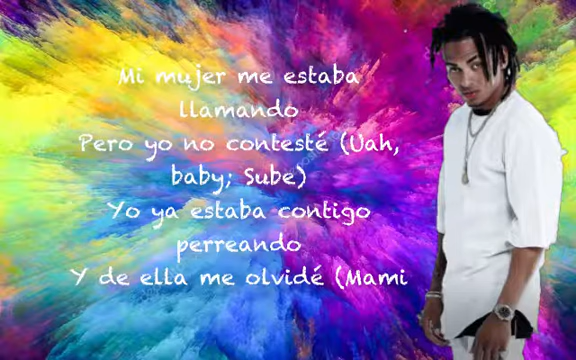 Mi mujer me estaba
llamando
Pero yo no contesté (Uah,
baby; Sube)
Yo ya estaba contigo
perreando
Y de ella me olvidé (Mami